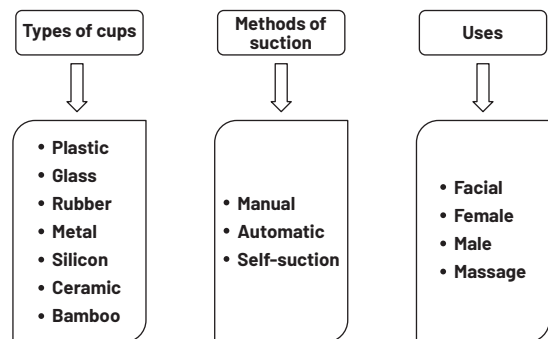 Types of cups
Methods of
suction
Uses
• Plastic
• Glass
• Rubber
• Metal
• Silicon
• Ceramic
• Bamboo
• Manual
• Automatic
• Self-suction
• Facial
• Female
• Male
• Massage